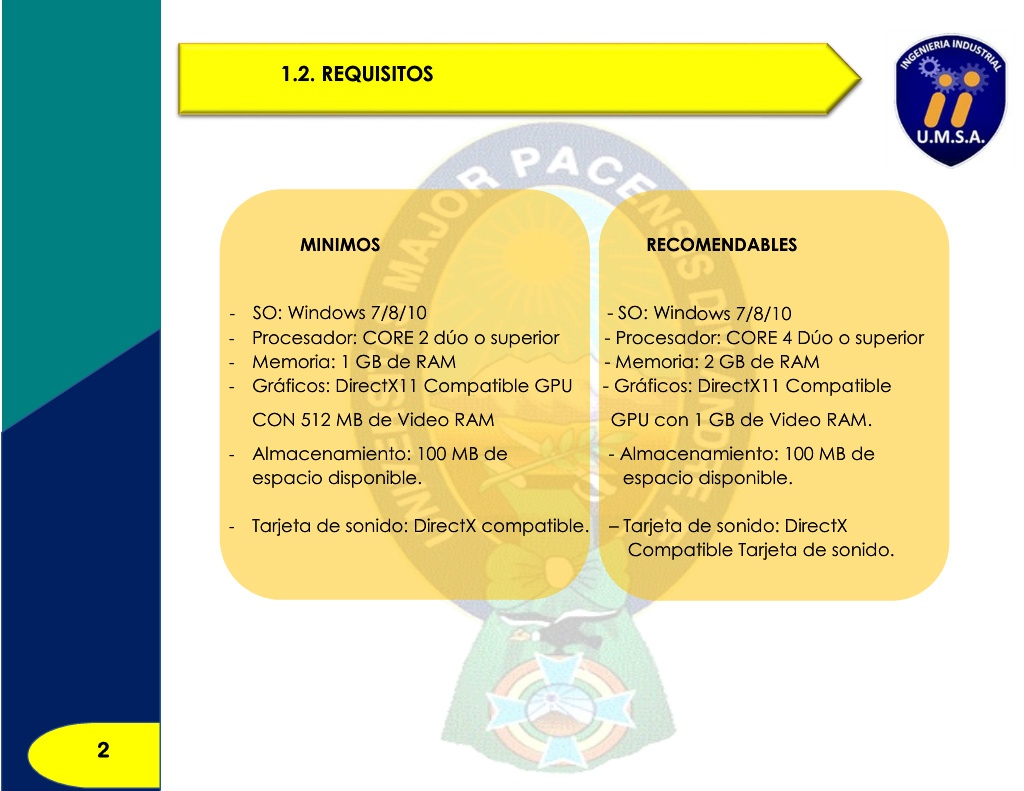 1.2. REQUISITOS
INGENIERIA INDUSTRIAL
U.M.S.A.
MAJOR PACENSIS DIVI ANDRE
MINIMOS
- SO: Windows 7/8/10
- Procesador: CORE 2 dúo o superior
- Memoria: 1 GB de RAM
- Gráficos: DirectX11 Compatible GPU
CON 512 MB de Video RAM
- Almacenamiento: 100 MB de
espacio disponible.
- Tarjeta de sonido: DirectX compatible.
RECOMENDABLES
- SO: Windows 7/8/10
- Procesador: CORE 4 Dúo o superior
- Memoria: 2 GB de RAM
- Gráficos: DirectX11 Compatible
GPU con 1 GB de Video RAM.
- Almacenamiento: 100 MB de
espacio disponible.
– Tarjeta de sonido: DirectX
Compatible Tarjeta de sonido.
2